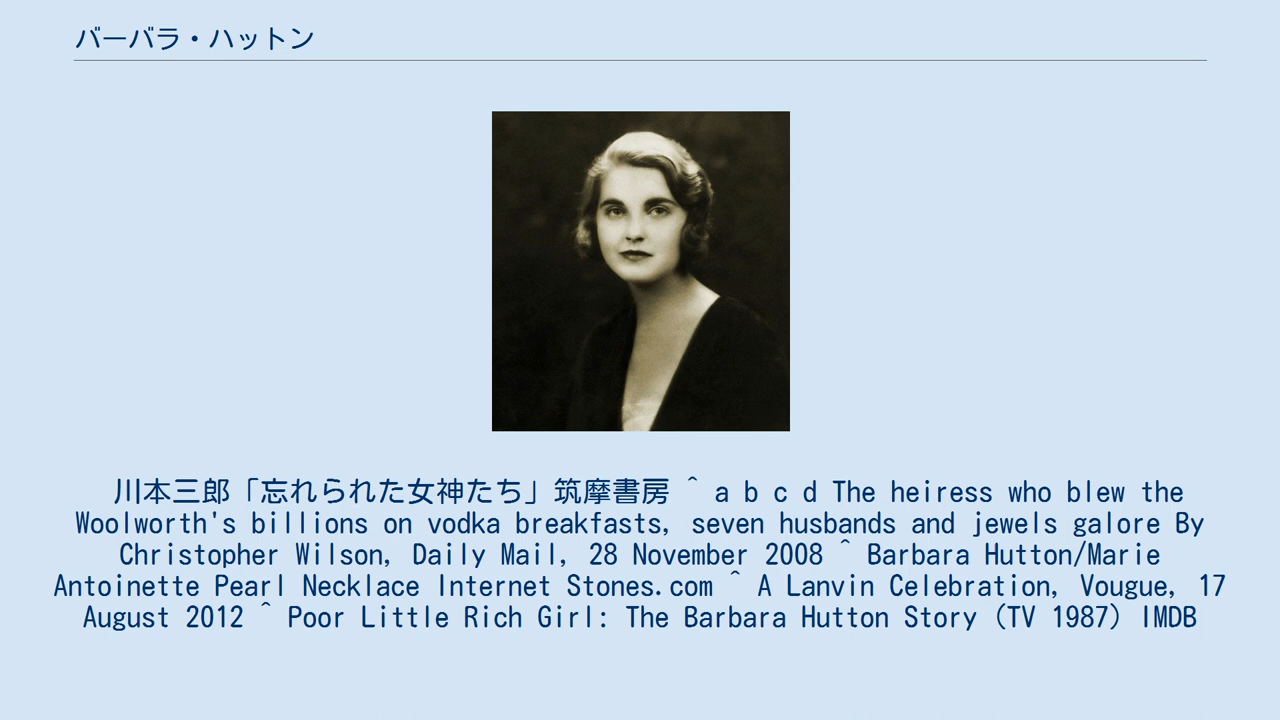 バーバラ・ハットン
川本三郎「忘れられた女神たち」筑摩書房 ^ a b c d The heiress who blew the
Woolworth's billions on vodka breakfasts, seven husbands and jewels galore By
Christopher Wilson, Daily Mail, 28 November 2008 ^ Barbara Hutton/Marie
Antoinette Pearl Necklace Internet Stones.com ^ A Lanvin Celebration, Vougue, 17
August 2012 ^ Poor Little Rich Girl: The Barbara Hutton Story (TV 1987) IMDB